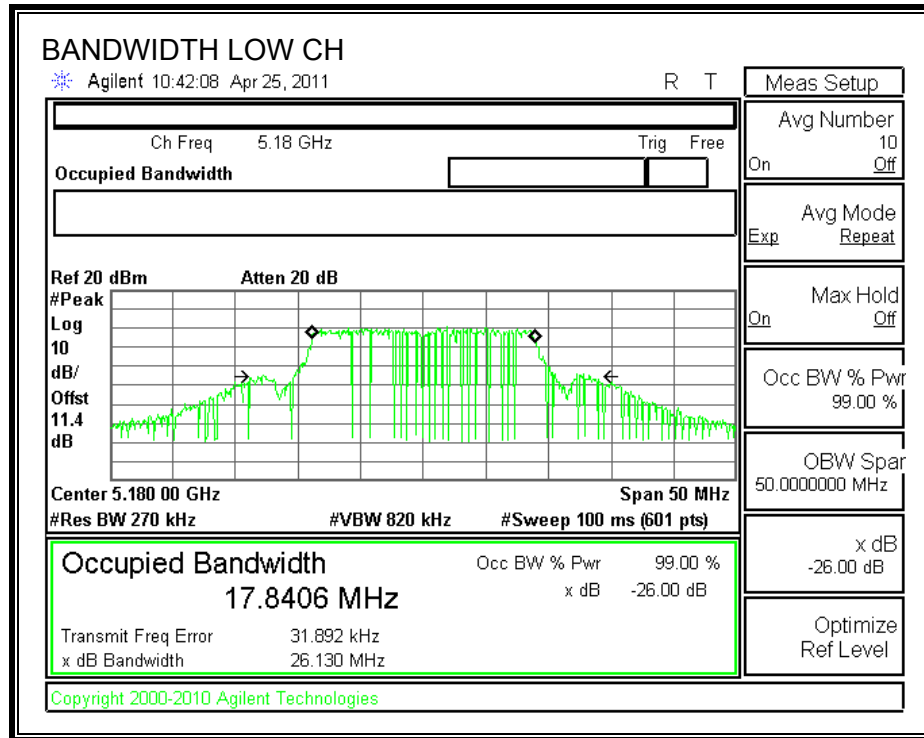 BANDWIDTH LOW CH
Agilent 10:42:08 Apr 25, 2011 R T
Ch Freq 5.18 GHz Trig Free
Occupied Bandwidth
Ref 20 dBm Atten 20 dB
#Peak
Log
10
dB/
Offst
11.4
dB
Center 5.180 00 GHz Span 50 MHz
#Res BW 270 kHz #VBW 820 kHz #Sweep 100 ms (601 pts)
Occupied Bandwidth Occ BW % Pwr 99.00 %
17.8406 MHz x dB -26.00 dB
Transmit Freq Error 31.892 kHz
x dB Bandwidth 26.130 MHz
Copyright 2000-2010 Agilent Technologies
Meas Setup
Avg Number
10
On Off
Avg Mode
Exp Repeat
Max Hold
On Off
Occ BW % Pwr
99.00 %
OBW Span
50.0000000 MHz
x dB
-26.00 dB
Optimize
Ref Level